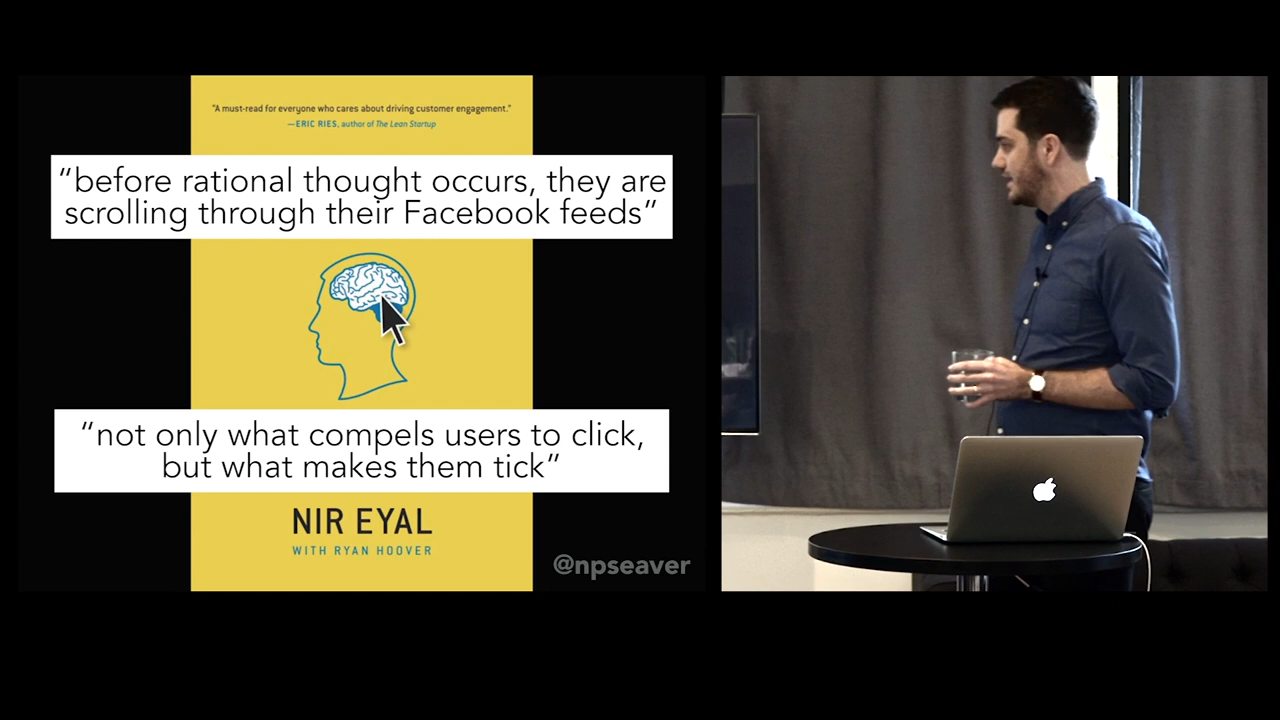 "A must-read for everyone who cares about driving customer engagement."
—ERIC RIES, author of The Lean Startup
“before rational thought occurs, they are
scrolling through their Facebook feeds”
“not only what compels users to click,
but what makes them tick”
NIR EYAL
WITH RYAN HOOVER
@npseaver